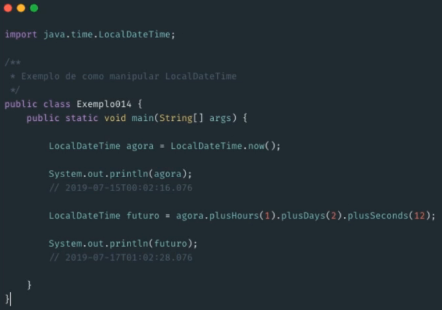 import java.time.LocalDateTime;
/**
 * Exemplo de como manipular LocalDateTime
 */
public class Exemplo014 {
    public static void main(String[] args) {
        LocalDateTime agora = LocalDateTime.now();
        System.out.println(agora);
        // 2019-07-15T00:02:16.076
        LocalDateTime futuro = agora.plusHours(1).plusDays(2).plusSeconds(12);
        System.out.println(futuro);
        // 2019-07-17T01:02:28.076
    }
}